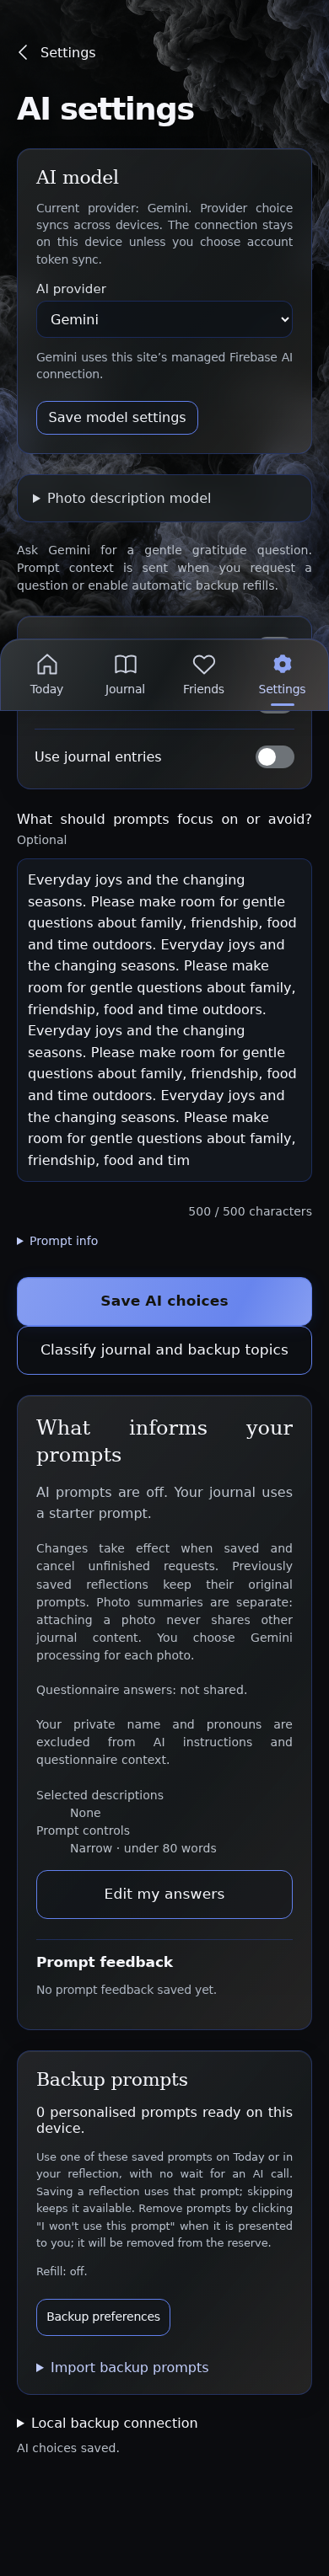 Settings
AI settings
AI model
Current provider: Gemini. Provider choice
syncs across devices. The connection stays
on this device unless you choose account
token sync.
AI provider
Gemini
Gemini uses this site’s managed Firebase AI
connection.
Save model settings
Photo description model
Ask Gemini for a gentle gratitude question.
Prompt context is sent when you request a
question or enable automatic backup refills.
Today
Journal
Friends
Settings
Use journal entries
What should prompts focus on or avoid?
Optional
Everyday joys and the changing
seasons. Please make room for gentle
questions about family, friendship, food
and time outdoors. Everyday joys and
the changing seasons. Please make
room for gentle questions about family,
friendship, food and time outdoors.
Everyday joys and the changing
seasons. Please make room for gentle
questions about family, friendship, food
and time outdoors. Everyday joys and
the changing seasons. Please make
room for gentle questions about family,
friendship, food and tim
500 / 500 characters
Prompt info
Save AI choices
Classify journal and backup topics
What informs your
prompts
AI prompts are off. Your journal uses
a starter prompt.
Changes take effect when saved and
cancel unfinished requests. Previously
saved reflections keep their original
prompts. Photo summaries are separate:
attaching a photo never shares other
journal content. You choose Gemini
processing for each photo.
Questionnaire answers: not shared.
Your private name and pronouns are
excluded from AI instructions and
questionnaire context.
Selected descriptions
None
Prompt controls
Narrow · under 80 words
Edit my answers
Prompt feedback
No prompt feedback saved yet.
Backup prompts
0 personalised prompts ready on this
device.
Use one of these saved prompts on Today or in
your reflection, with no wait for an AI call.
Saving a reflection uses that prompt; skipping
keeps it available. Remove prompts by clicking
"I won't use this prompt" when it is presented
to you; it will be removed from the reserve.
Refill: off.
Backup preferences
Import backup prompts
Local backup connection
AI choices saved.